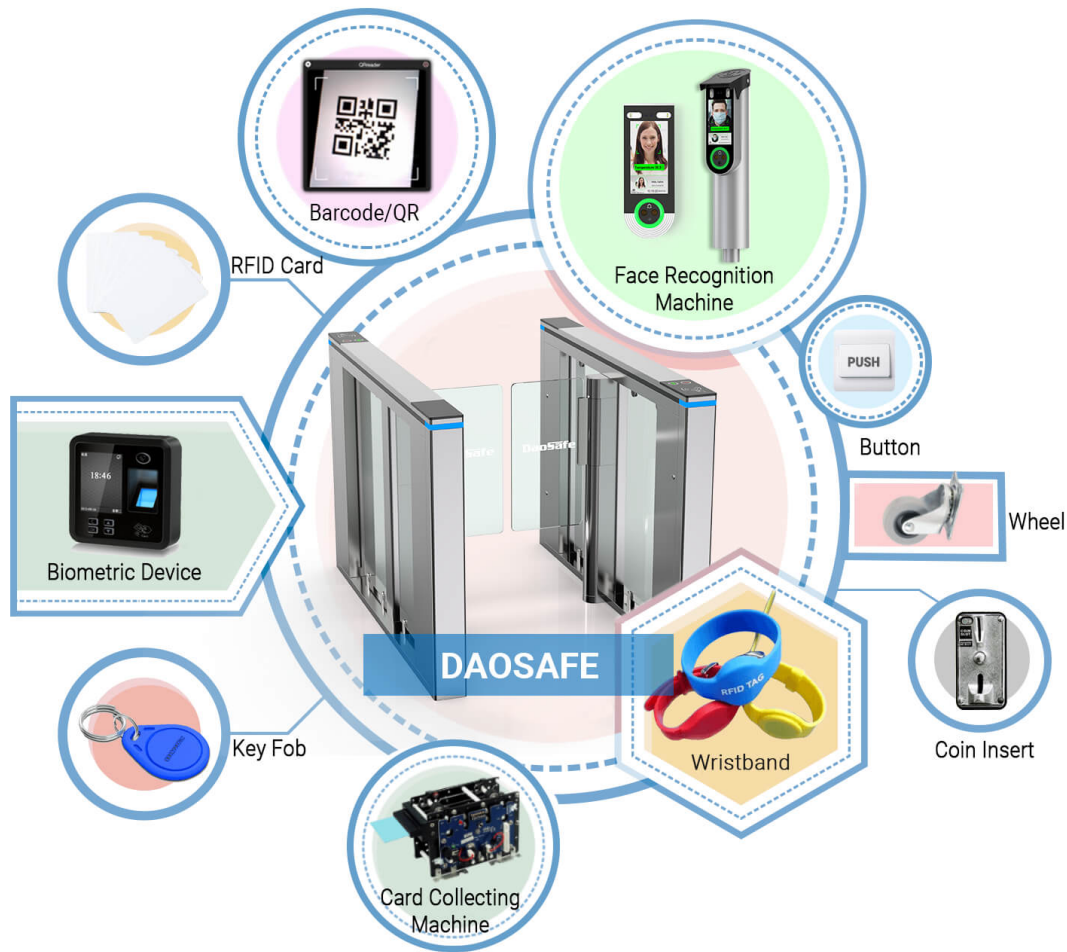 QReader
Barcode/QR
Face Recognition
Machine
RFID Card
PUSH
Button
DaoSafe
18:46
Biometric Device
Wheel
DAOSAFE
RFID TAG
Wristband
Key Fob
Coin Insert
Card Collecting
Machine